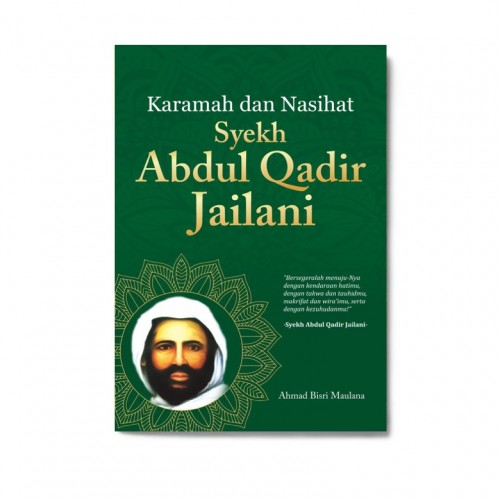 Karamah dan Nasihat
Syekh
Abdul Qadir
Jailani
"Bersegeralah menuju-Nya
dengan kendaraan hatimu,
dengan takwa dan tauhidmu,
makrifat dan wira'imu, serta
dengan kezuhudanmu!"
-Syekh Abdul Qadir Jailani-
Ahmad Bisri Maulana